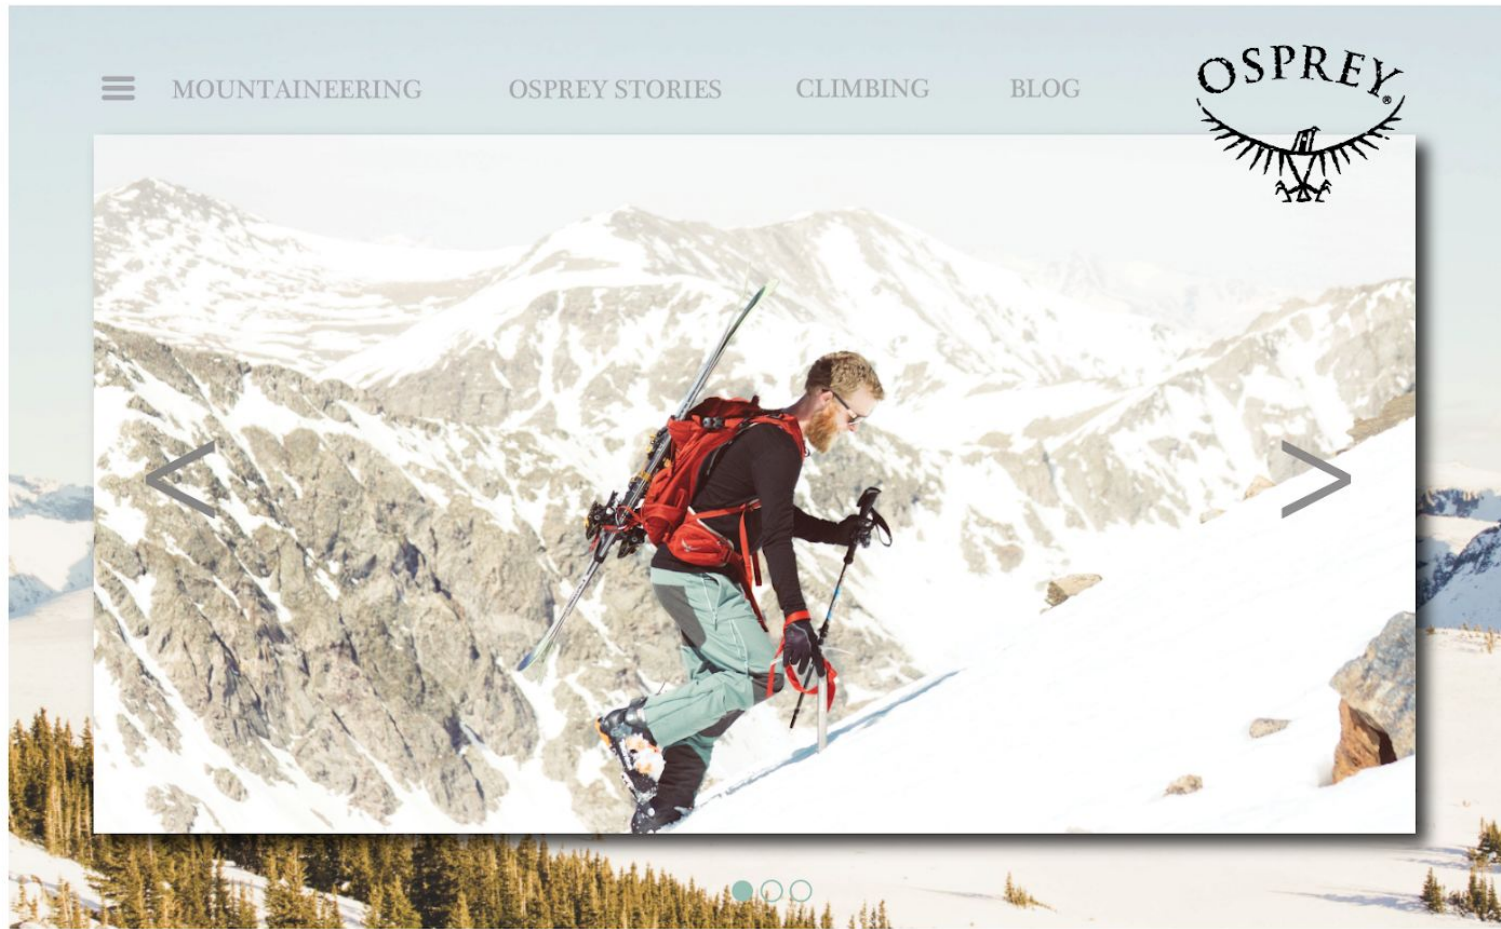 MOUNTAINEERING
OSPREY STORIES
CLIMBING
BLOG
OSPREY®